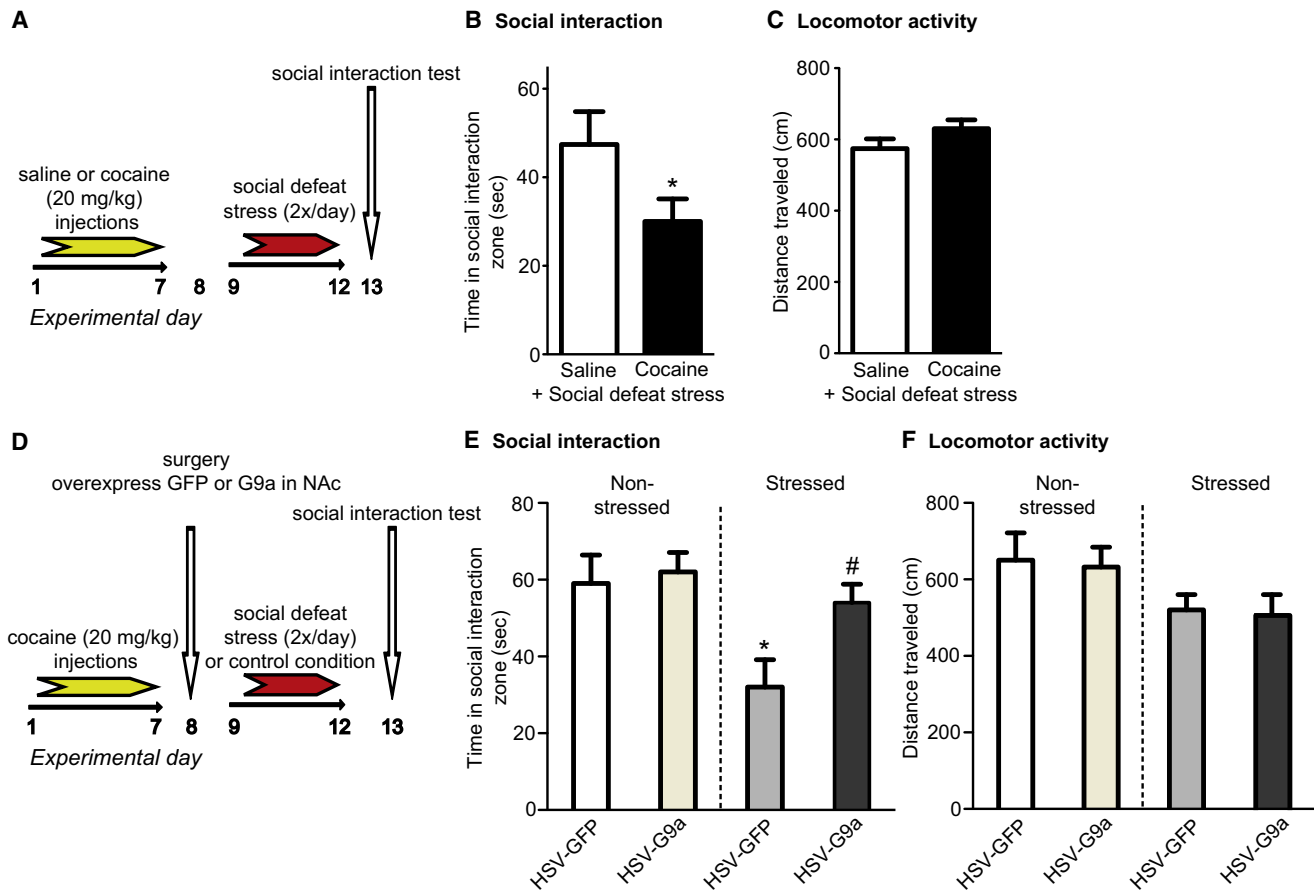 A
social interaction test
saline or cocaine
(20 mg/kg)
injections
social defeat
stress (2x/day)
1 7 8 9 12 13
Experimental day
B Social interaction
Time in social interaction
zone (sec)
60
40
20
0
*
Saline Cocaine
+ Social defeat stress
C Locomotor activity
Distance traveled (cm)
800
600
400
200
0
Saline Cocaine
+ Social defeat stress
D
surgery
overexpress GFP or G9a in NAc
social interaction test
cocaine (20 mg/kg)
injections
social defeat
stress (2x/day)
or control condition
1 7 8 9 12 13
Experimental day
E Social interaction
Time in social interaction
zone (sec)
80
60
40
20
0
Non-
stressed
Stressed
*
#
HSV-GFP
HSV-G9a
HSV-GFP
HSV-G9a
F Locomotor activity
Distance traveled (cm)
800
600
400
200
0
Non-
stressed
Stressed
HSV-GFP
HSV-G9a
HSV-GFP
HSV-G9a